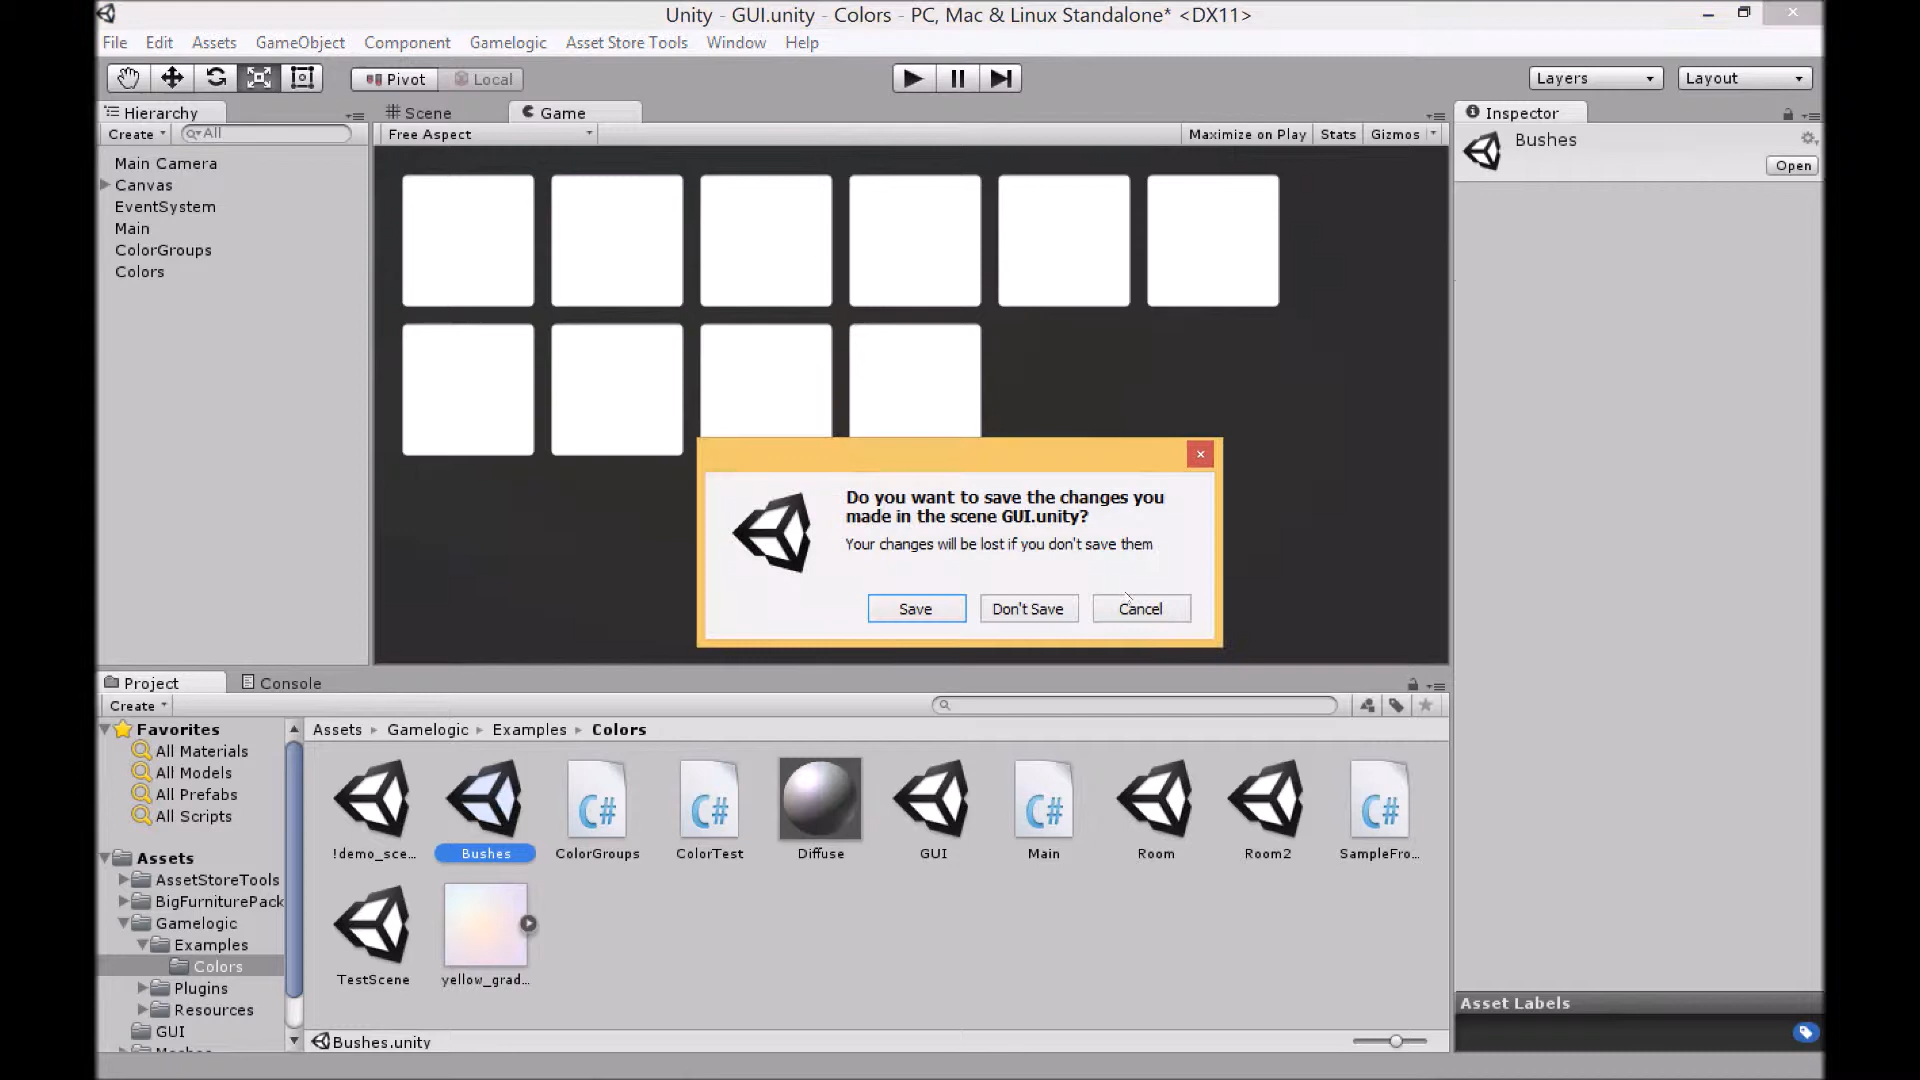 Unity - GUI.unity - Colors - PC, Mac & Linux Standalone* <DX11>
File Edit Assets GameObject Component Gamelogic Asset Store Tools Window Help
Pivot Local Layers Layout
Hierarchy Scene Game Inspector
Create All Free Aspect Maximize on Play Stats Gizmos Bushes
Open
Main Camera
Canvas
EventSystem
Main
ColorGroups
Colors
Do you want to save the changes you
made in the scene GUI.unity?
Your changes will be lost if you don't save them
Save Don't Save Cancel
Project Console
Create
Favorites Assets Gamelogic Examples Colors
All Materials
All Models
All Prefabs
All Scripts
Assets
AssetStoreTools
BigFurniturePack
Gamelogic
Examples
Colors
Plugins
Resources
GUI
!demo_sce... Bushes ColorGroups ColorTest Diffuse GUI Main Room Room2 SampleFro...
C# C# C# C#
TestScene yellow_grad...
Bushes.unity
Asset Labels